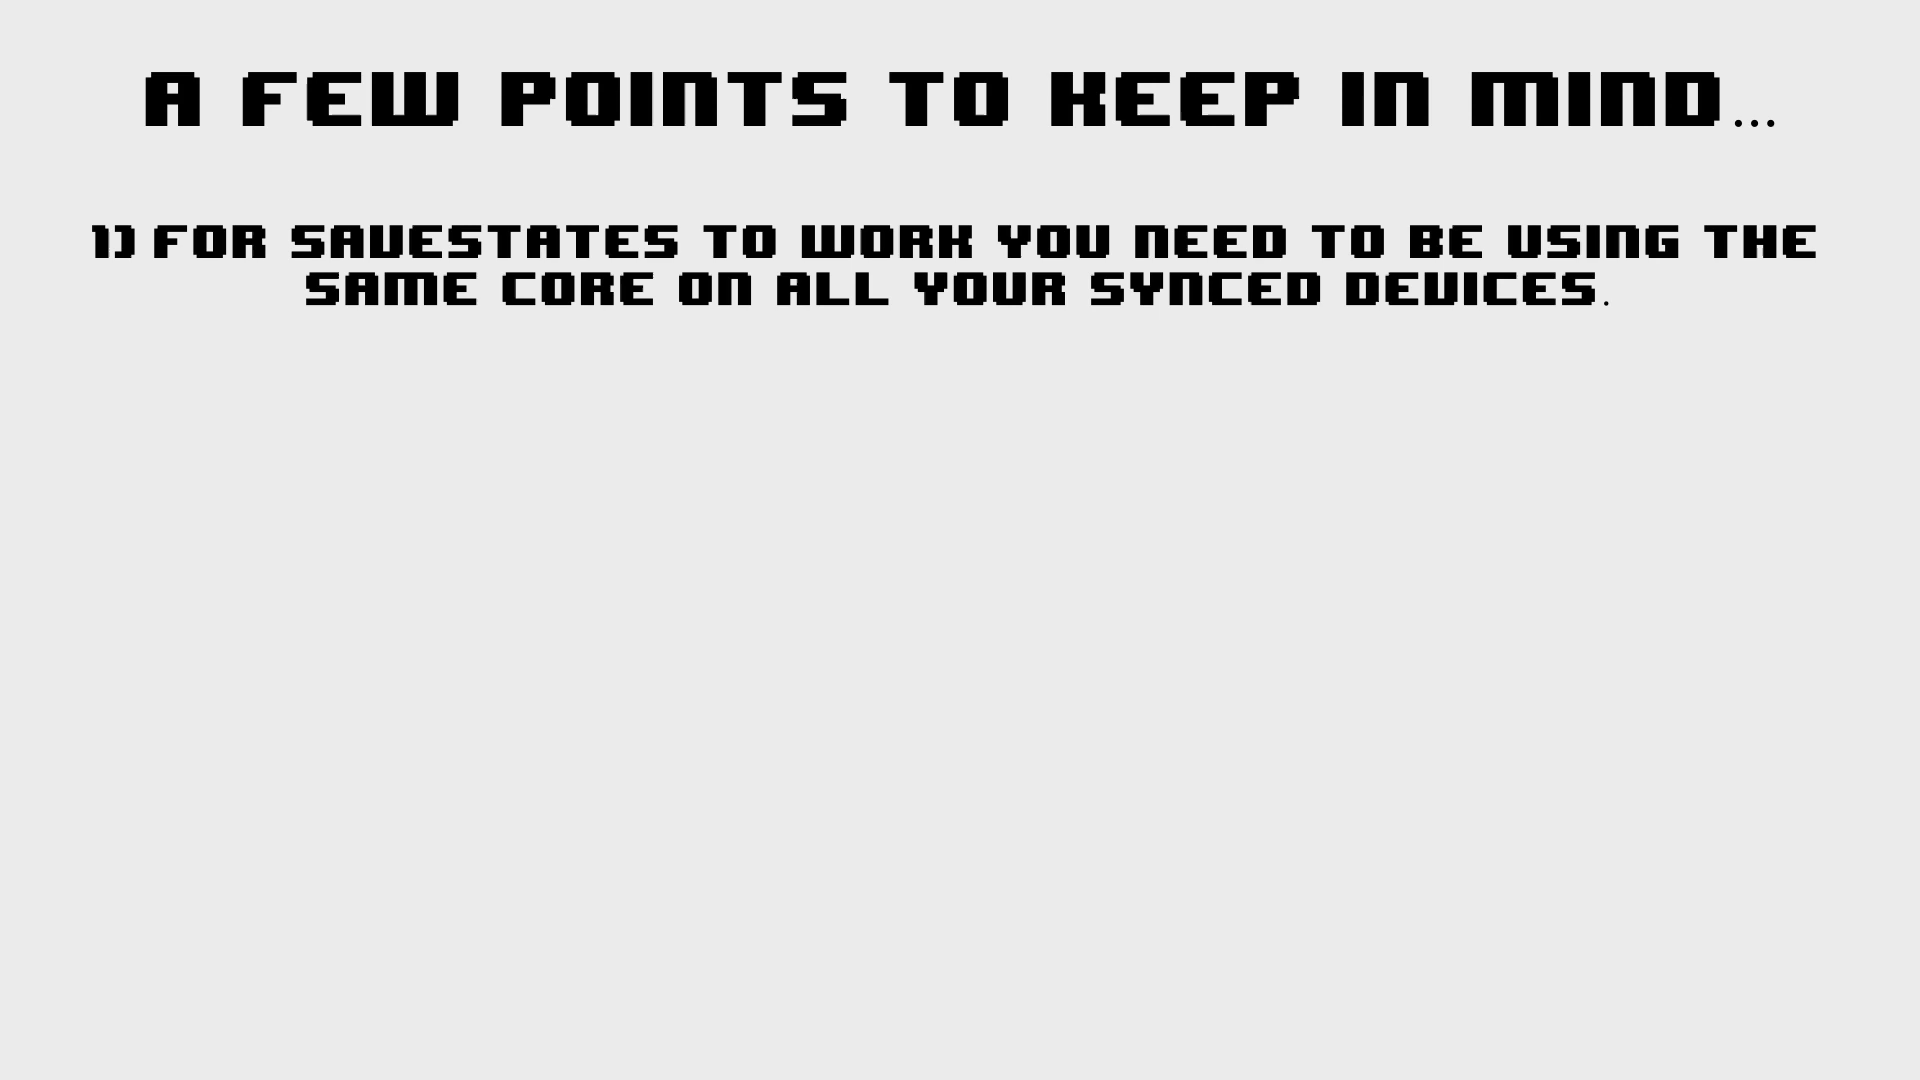 A FEW POINTS TO KEEP IN MIND...
1) FOR SAVESTATES TO WORK YOU NEED TO BE USING THE
SAME CORE ON ALL YOUR SYNCED DEVICES.